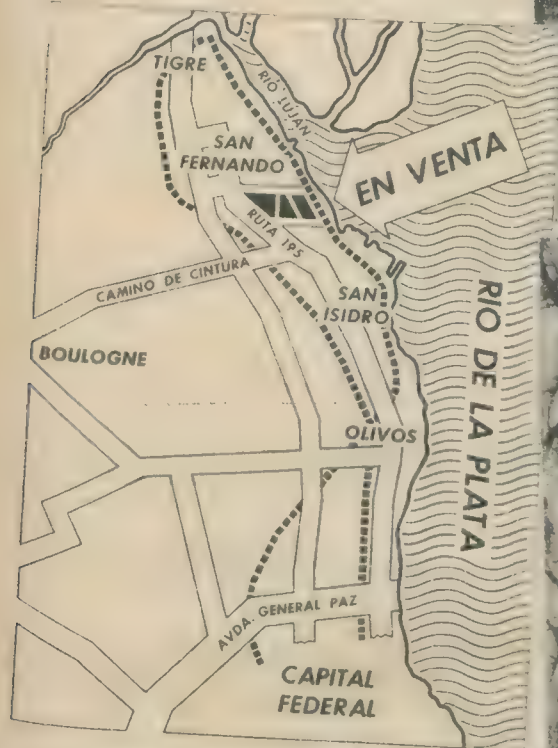 TIGRE
RIO LUJAN
SAN
FERNANDO
EN VENTA
RUTA 195
CAMINO DE CINTURA
SAN
ISIDRO
BOULOGNE
RIO DE LA PLATA
OLIVOS
AVDA. GENERAL PAZ
CAPITAL
FEDERAL